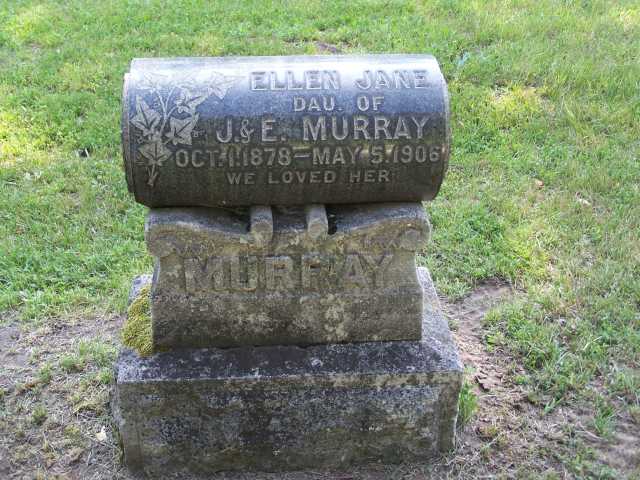 ELLEN JANE
DAU. OF
J.&E. MURRAY
OCT.1.1878-MAY 5.1906
WE LOVED HER
MURRAY